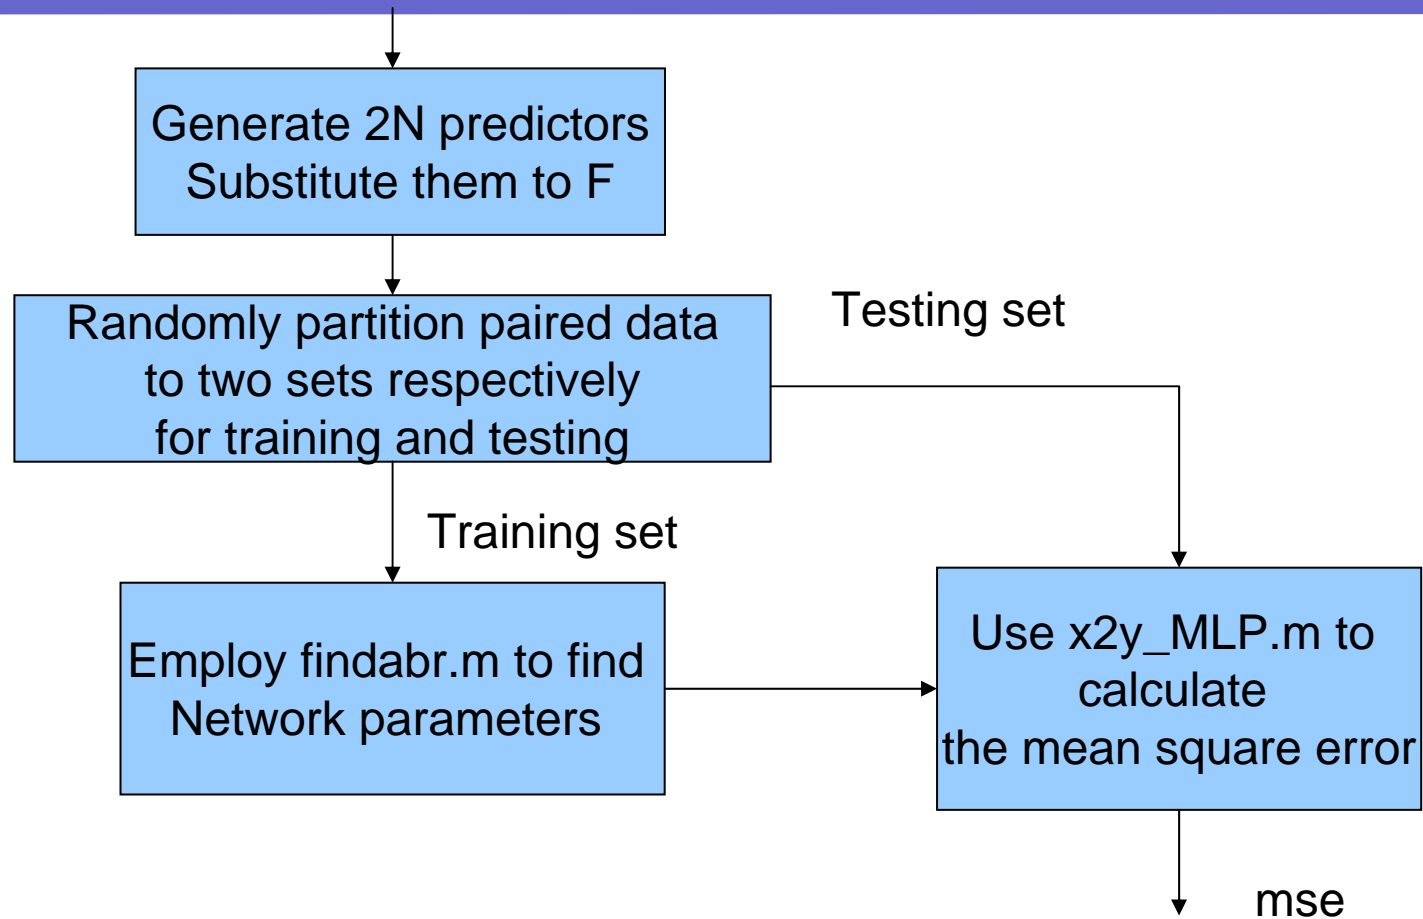 Generate 2N predictors
Substitute them to F
Randomly partition paired data
to two sets respectively
for training and testing
Testing set
Training set
Employ findabr.m to find
Network parameters
Use x2y_MLP.m to
calculate
the mean square error
mse